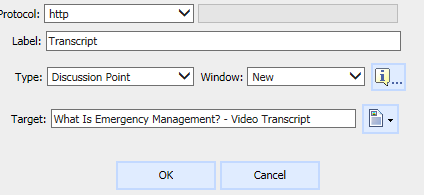 Protocol: http
Label: Transcript
Type: Discussion Point Window: New ...
Target: What Is Emergency Management? - Video Transcript
OK Cancel